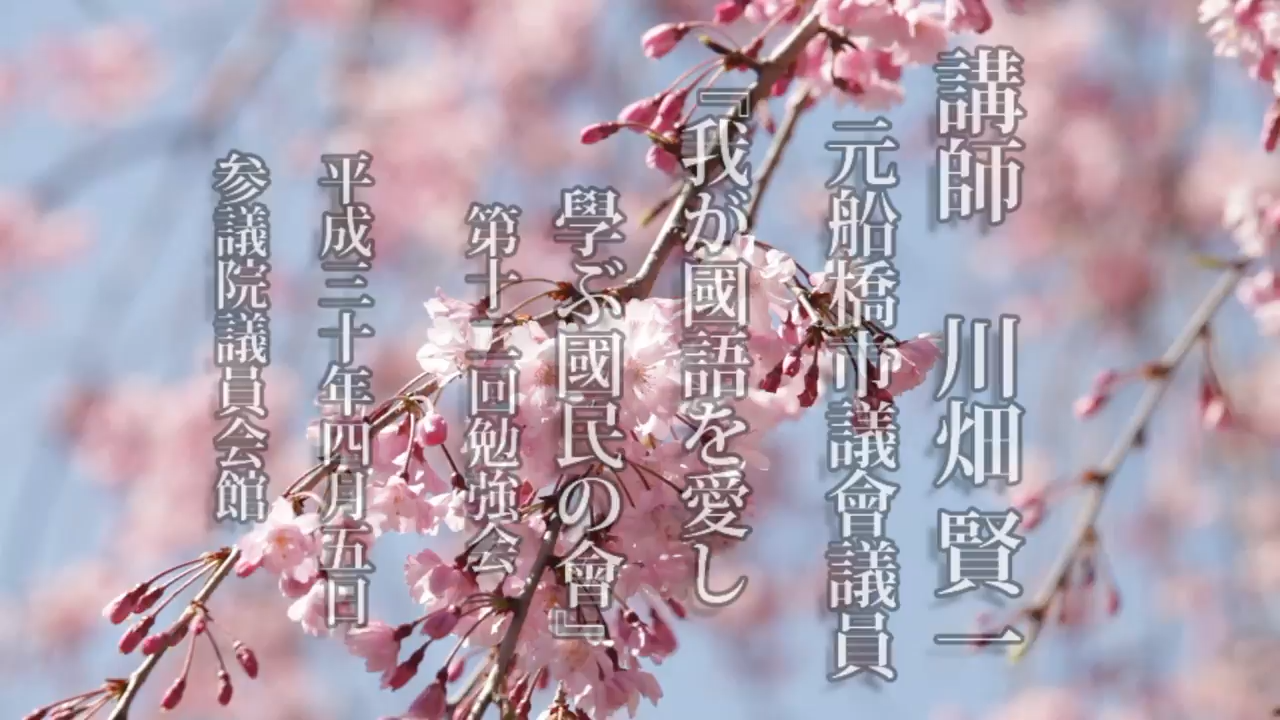 講師 川畑 賢一
元船橋市議會議員
『我が國語を愛し
學ぶ國民の會』
第十二回勉強会
平成三十年四月五日
参議院議員会館